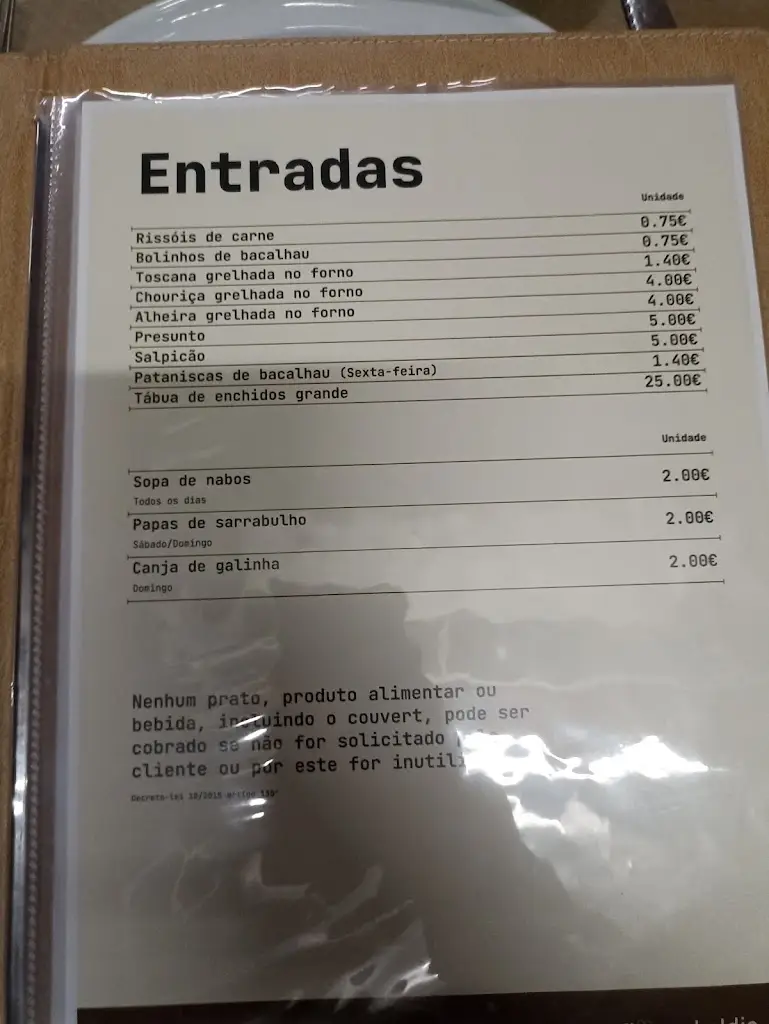 Entradas
Unidade
Rissóis de carne 0.75€
Bolinhos de bacalhau 0.75€
Toscana grelhada no forno 1.40€
Chouriça grelhada no forno 4.00€
Alheira grelhada no forno 4.00€
Presunto 5.00€
Salpicão 5.00€
Pataniscas de bacalhau (Sexta-feira) 1.40€
Tábua de enchidos grande 25.00€
Unidade
Sopa de nabos 2.00€
Todos os dias
Papas de sarrabulho 2.00€
Sábado/Domingo
Canja de galinha 2.00€
Domingo
Nenhum prato, produto alimentar ou
bebida, incluindo o couvert, pode ser
cobrado se não for solicitado
cliente ou por este for
Decreto-lei 10/2015